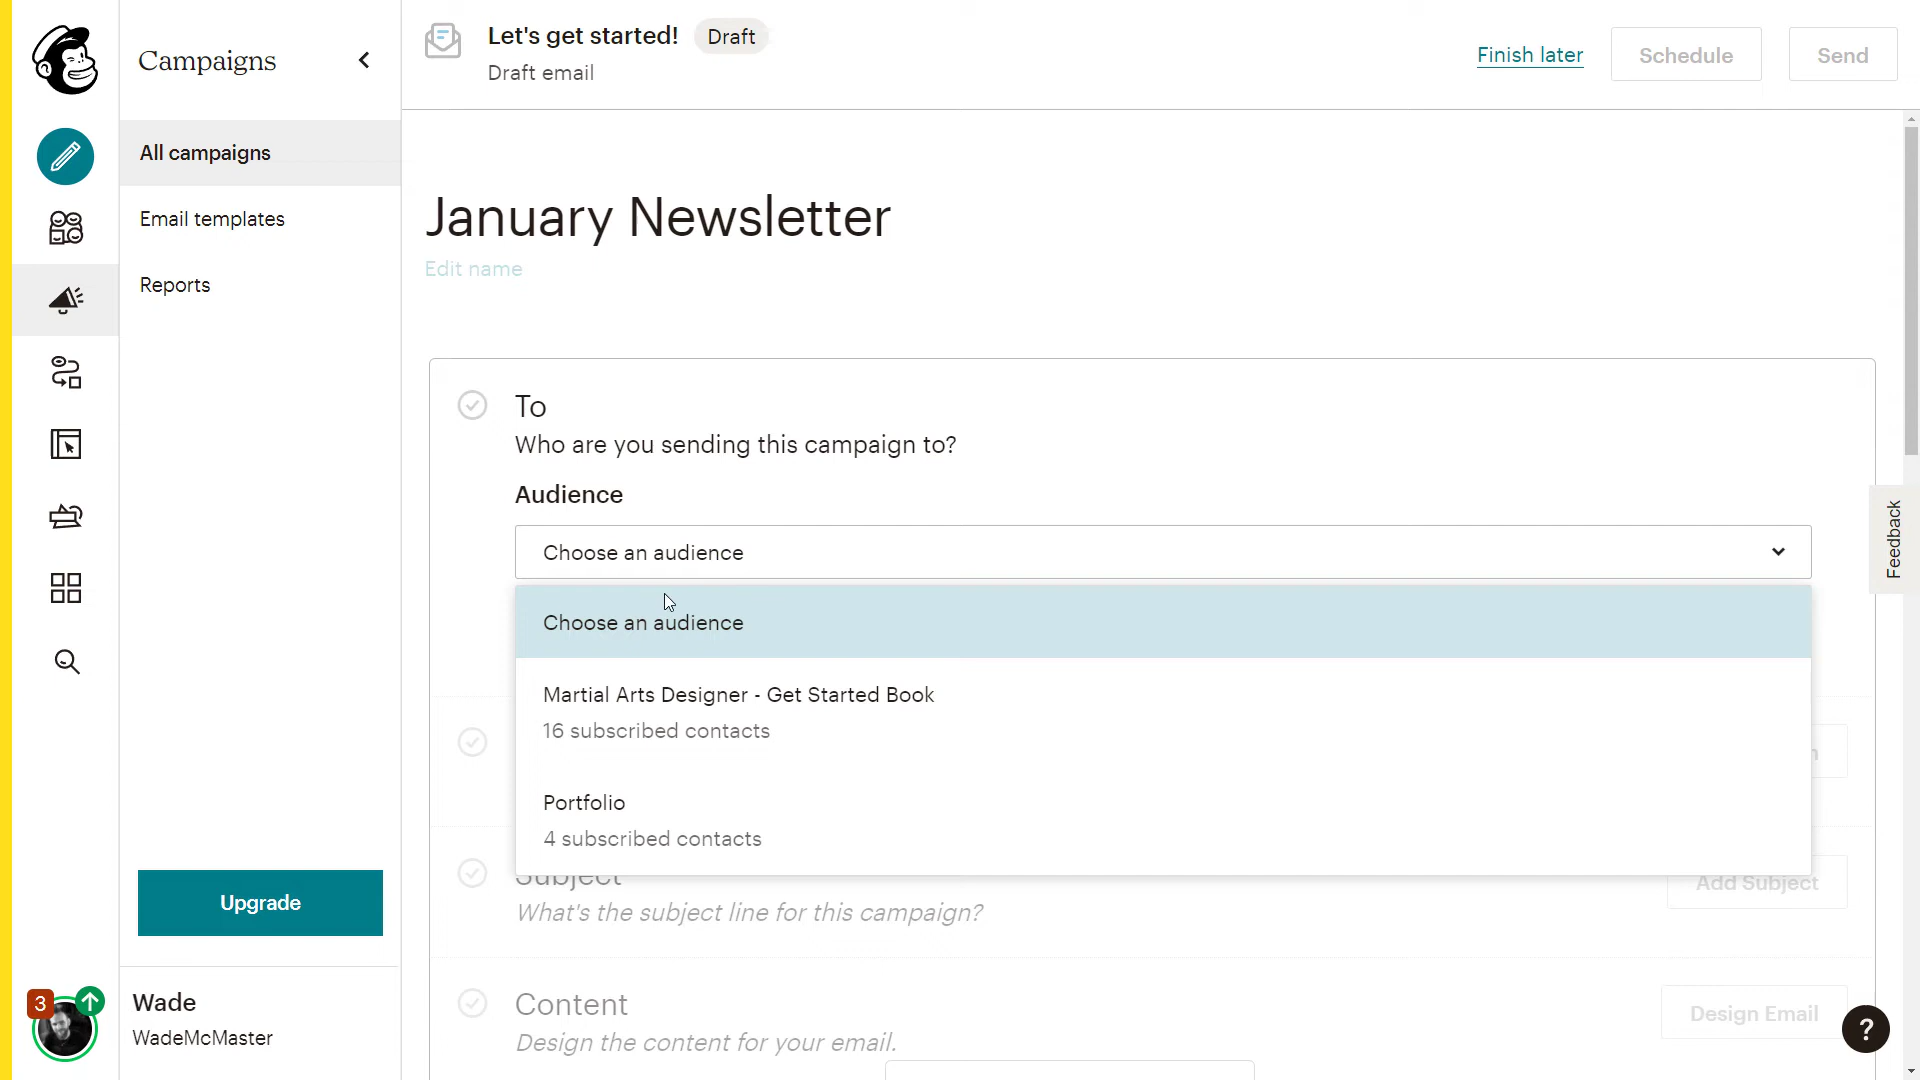 Campaigns
All campaigns
Email templates
Reports
Upgrade
3
Wade
WadeMcMaster
Let's get started!
Draft
Draft email
Finish later
Schedule
Send
January Newsletter
Edit name
To
Who are you sending this campaign to?
Audience
Choose an audience
Choose an audience
Martial Arts Designer - Get Started Book
16 subscribed contacts
Portfolio
4 subscribed contacts
Subject
What's the subject line for this campaign?
Add Subject
Content
Design the content for your email.
Design Email
Feedback
?